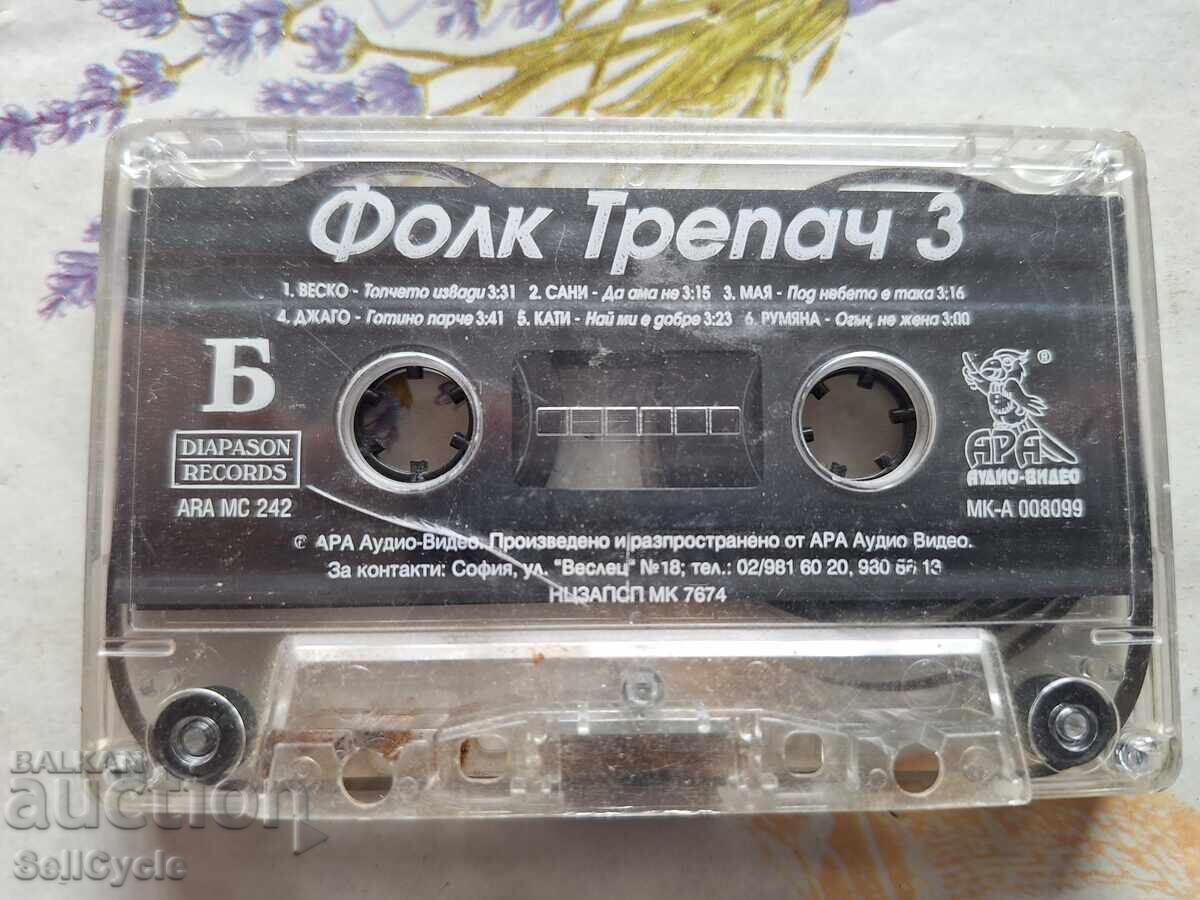 Фолк Трепач 3
1. ВЕСКО - Топчето извади 3:31 2. САНИ - Да ама не 3:15 3. МАЯ - Под небето е така 3:16
4. ДЖАГО - Готино парче 3:41 5. КАТИ - Най ми е добре 3:23 6. РУМЯНА - Огън, не жена 3:00
Б
DIAPASON
RECORDS
ARA MC 242
®
АРА
АУДИО-ВИДЕО
МК-А 008099
© АРА Аудио-Видео. Произведено и разпространено от АРА Аудио Видео.
За контакти: София, ул. "Веслец" №18; тел.: 02/981 60 20, 930 13
НЦЗАПСП МК 7674
BALKAN
auction
SellCycle